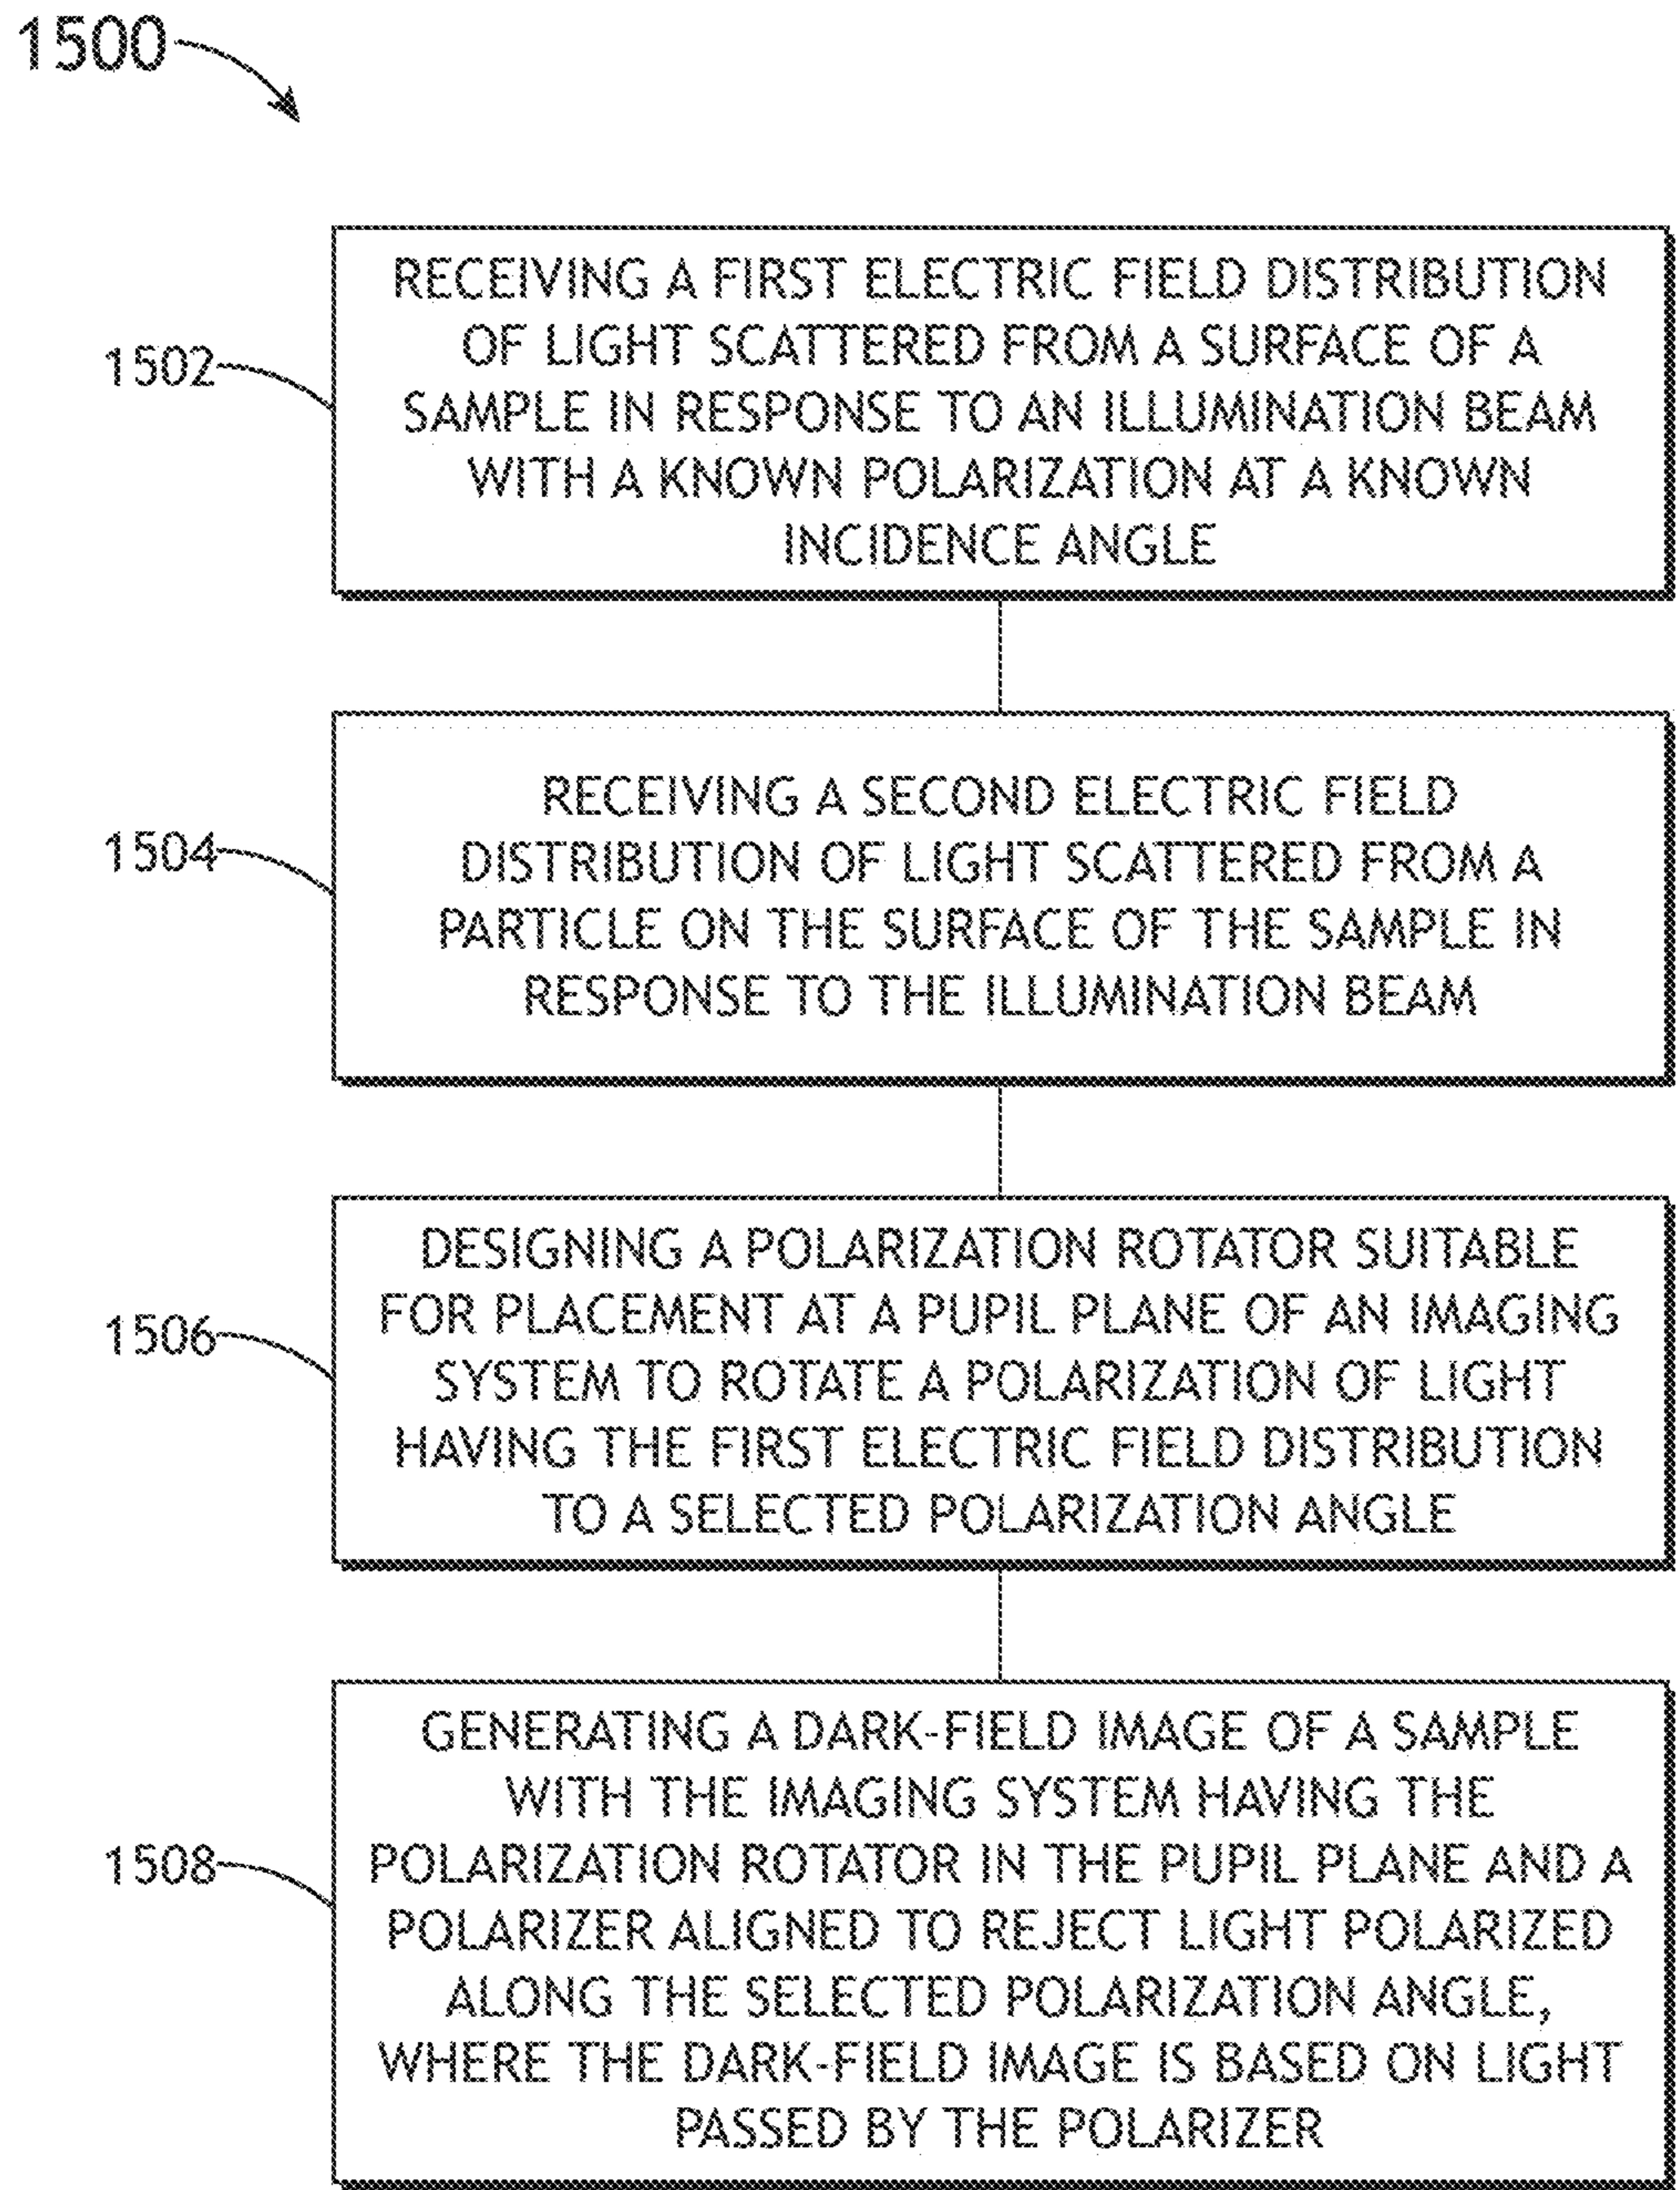 1500
1502
RECEIVING A FIRST ELECTRIC FIELD DISTRIBUTION
OF LIGHT SCATTERED FROM A SURFACE OF A
SAMPLE IN RESPONSE TO AN ILLUMINATION BEAM
WITH A KNOWN POLARIZATION AT A KNOWN
INCIDENCE ANGLE
1504
RECEIVING A SECOND ELECTRIC FIELD
DISTRIBUTION OF LIGHT SCATTERED FROM A
PARTICLE ON THE SURFACE OF THE SAMPLE IN
RESPONSE TO THE ILLUMINATION BEAM
1506
DESIGNING A POLARIZATION ROTATOR SUITABLE
FOR PLACEMENT AT A PUPIL PLANE OF AN IMAGING
SYSTEM TO ROTATE A POLARIZATION OF LIGHT
HAVING THE FIRST ELECTRIC FIELD DISTRIBUTION
TO A SELECTED POLARIZATION ANGLE
1508
GENERATING A DARK-FIELD IMAGE OF A SAMPLE
WITH THE IMAGING SYSTEM HAVING THE
POLARIZATION ROTATOR IN THE PUPIL PLANE AND A
POLARIZER ALIGNED TO REJECT LIGHT POLARIZED
ALONG THE SELECTED POLARIZATION ANGLE,
WHERE THE DARK-FIELD IMAGE IS BASED ON LIGHT
PASSED BY THE POLARIZER